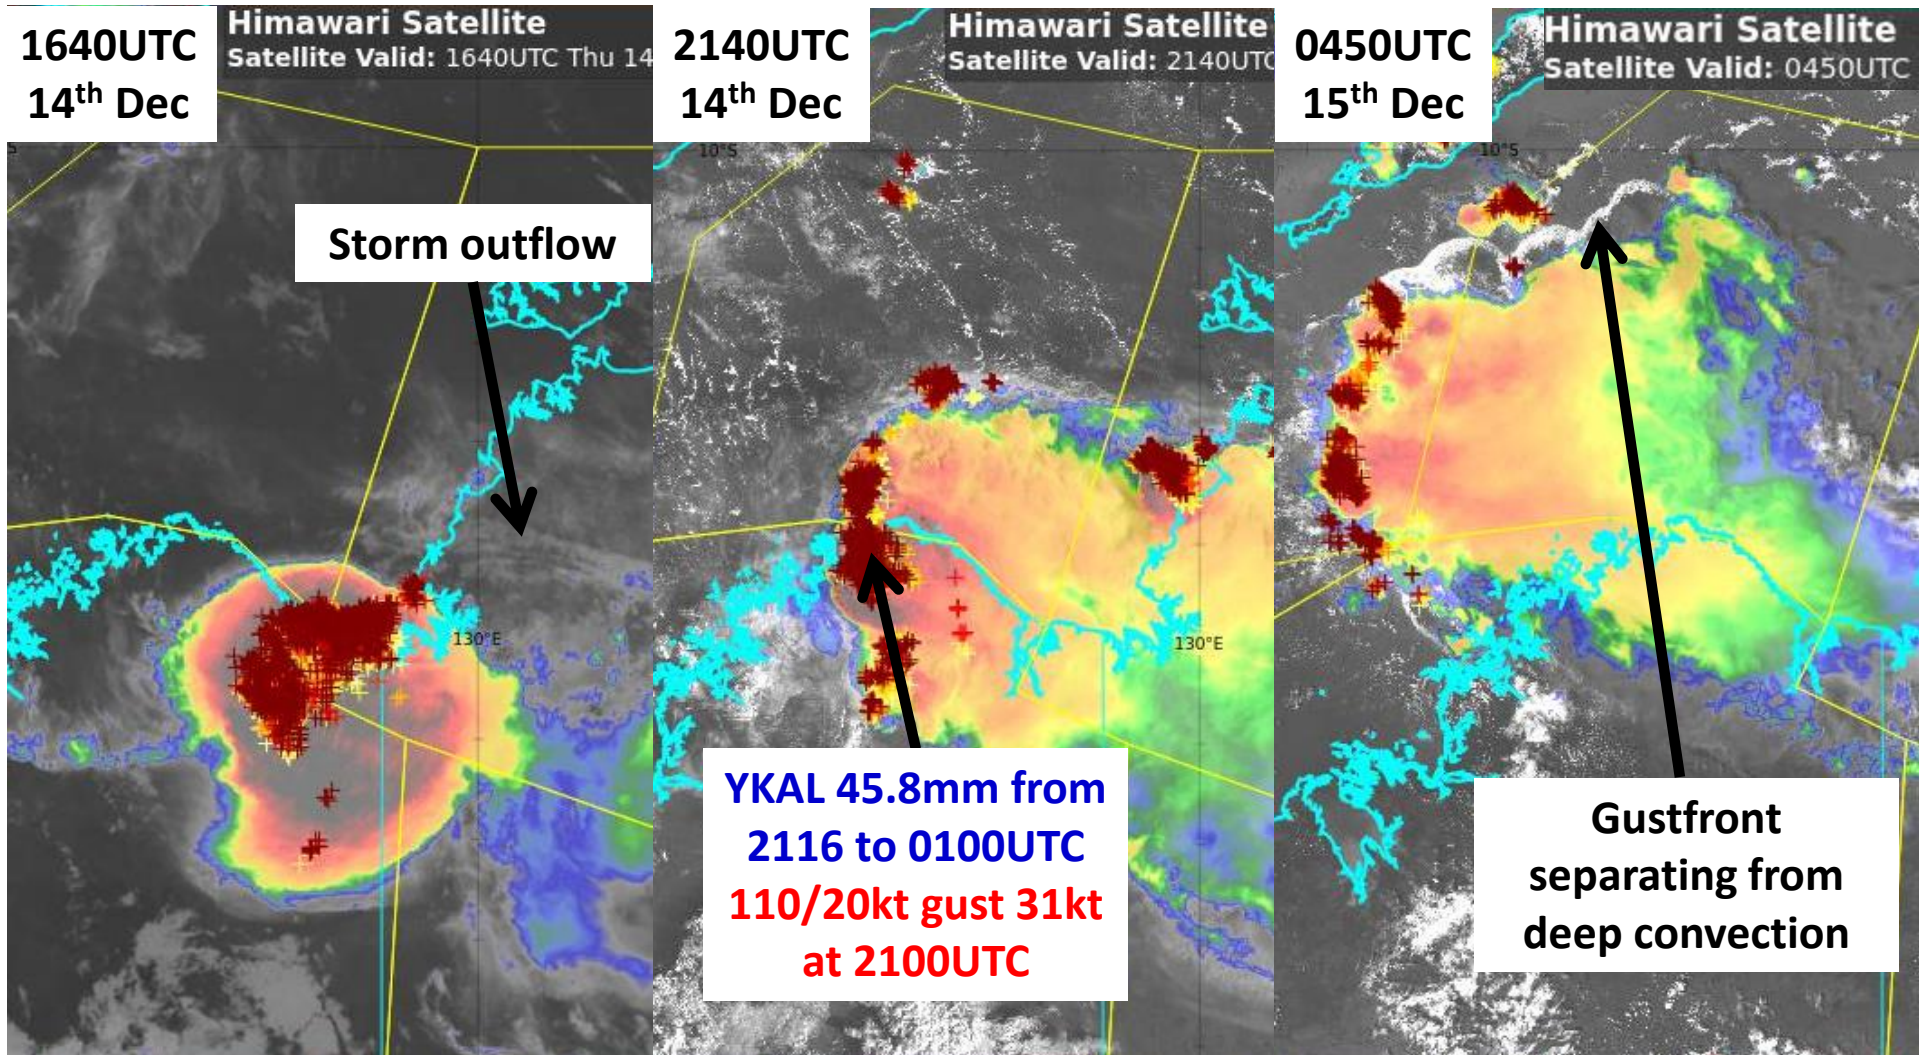 1640UTC
14th Dec
Himawari Satellite
Satellite Valid: 1640UTC Thu 14
S
Storm outflow
130°E
2140UTC
14th Dec
Himawari Satellite
Satellite Valid: 2140UTC
10°S
130°E
YKAL 45.8mm from
2116 to 0100UTC
110/20kt gust 31kt
at 2100UTC
0450UTC
15th Dec
Himawari Satellite
Satellite Valid: 0450UTC
10°S
Gustfront
separating from
deep convection